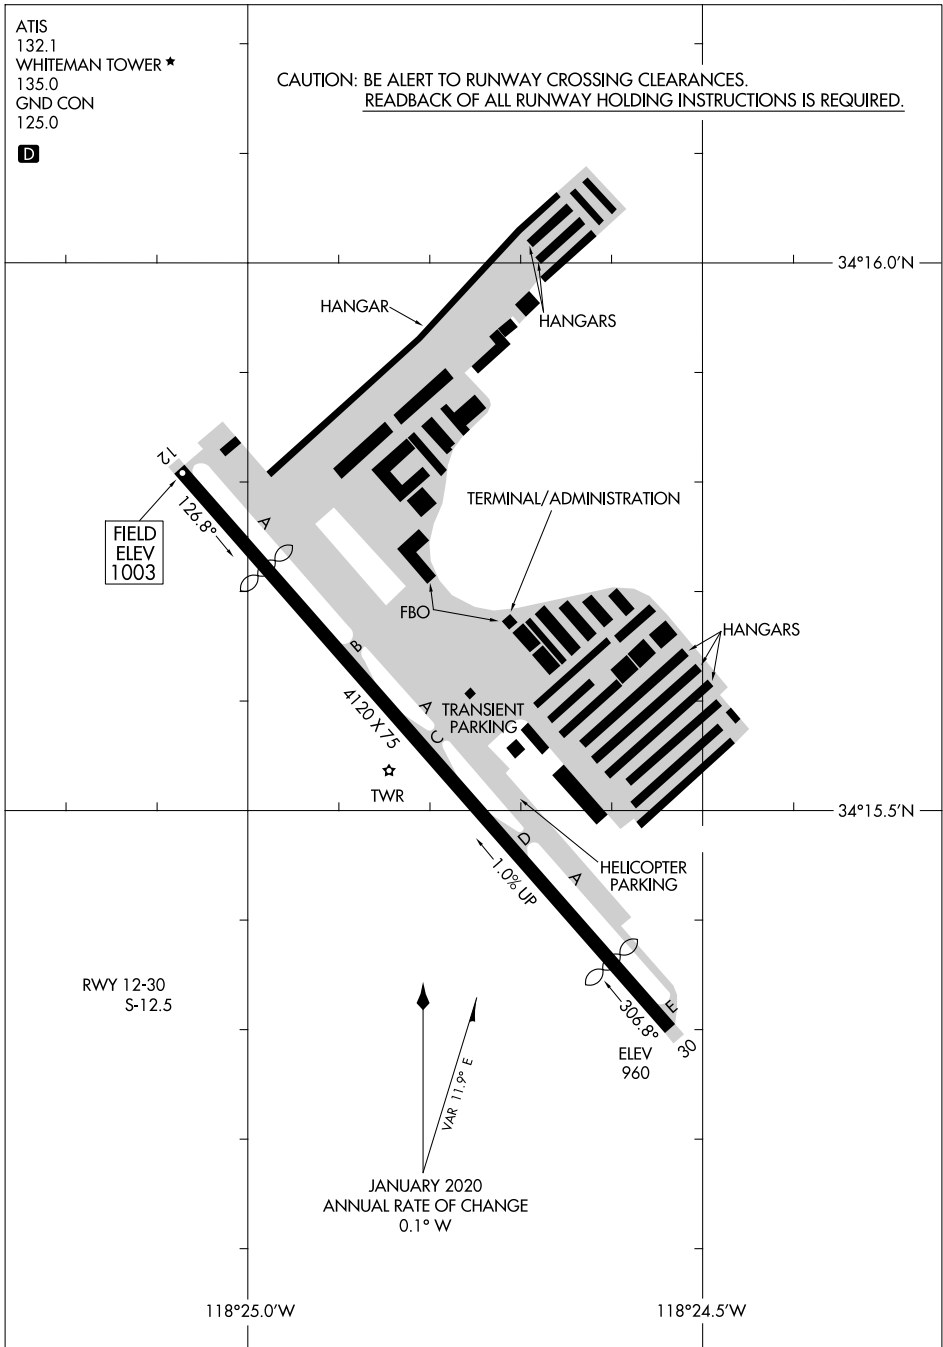 ATIS
132.1
WHITEMAN TOWER ★
135.0
GND CON
125.0
D
CAUTION: BE ALERT TO RUNWAY CROSSING CLEARANCES.
READBACK OF ALL RUNWAY HOLDING INSTRUCTIONS IS REQUIRED.
34°16.0'N
HANGAR
HANGARS
12
126.8°
A
FIELD
ELEV
1003
TERMINAL/ADMINISTRATION
FBO
HANGARS
B
4120 X 75
A
C
TRANSIENT
PARKING
TWR
34°15.5'N
D
1.0% UP
A
HELICOPTER
PARKING
RWY 12-30
S-12.5
306.8°
E
30
ELEV
960
VAR 11.9° E
JANUARY 2020
ANNUAL RATE OF CHANGE
0.1° W
118°25.0'W
118°24.5'W